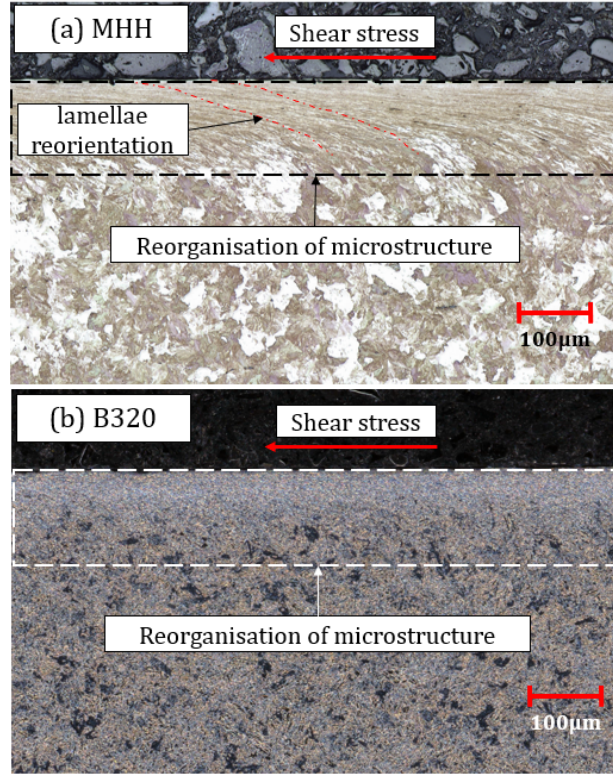 (a) MHH
Shear stress
lamellae
reorientation
Reorganisation of microstructure
100μm
(b) B320
Shear stress
Reorganisation of microstructure
100μm